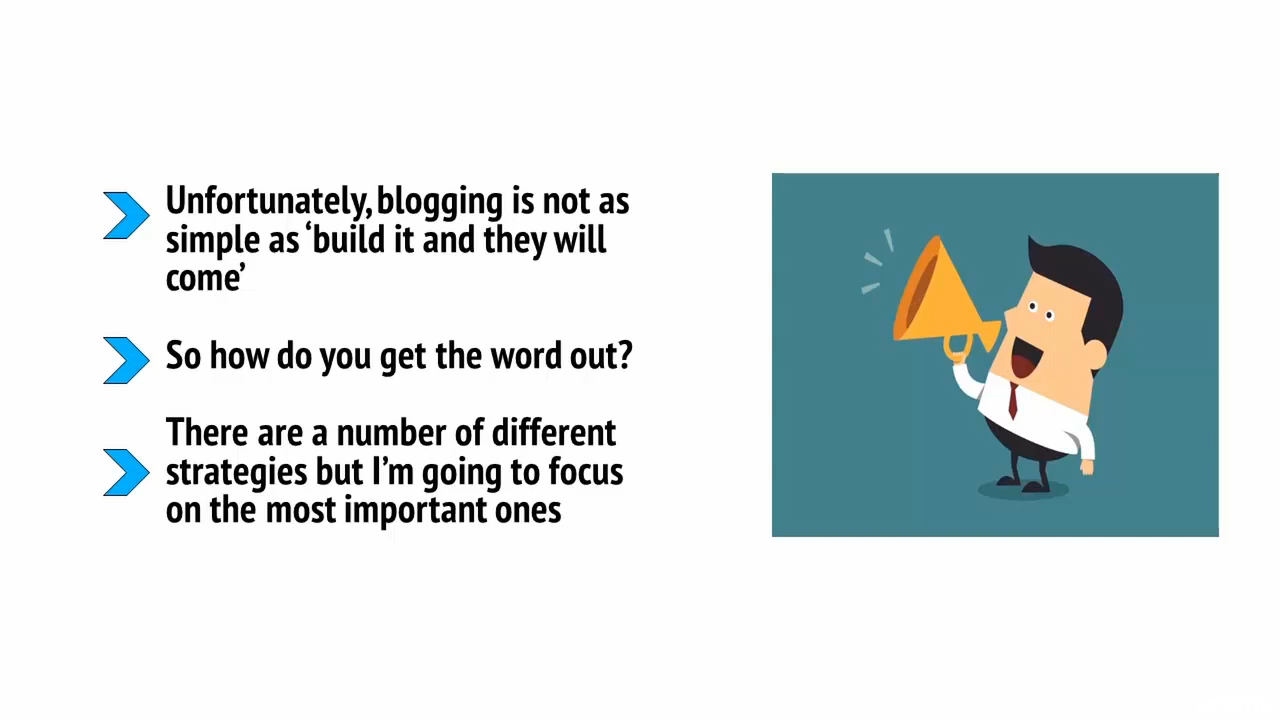 Unfortunately, blogging is not as
simple as ‘build it and they will
come’
So how do you get the word out?
There are a number of different
strategies but I’m going to focus
on the most important ones